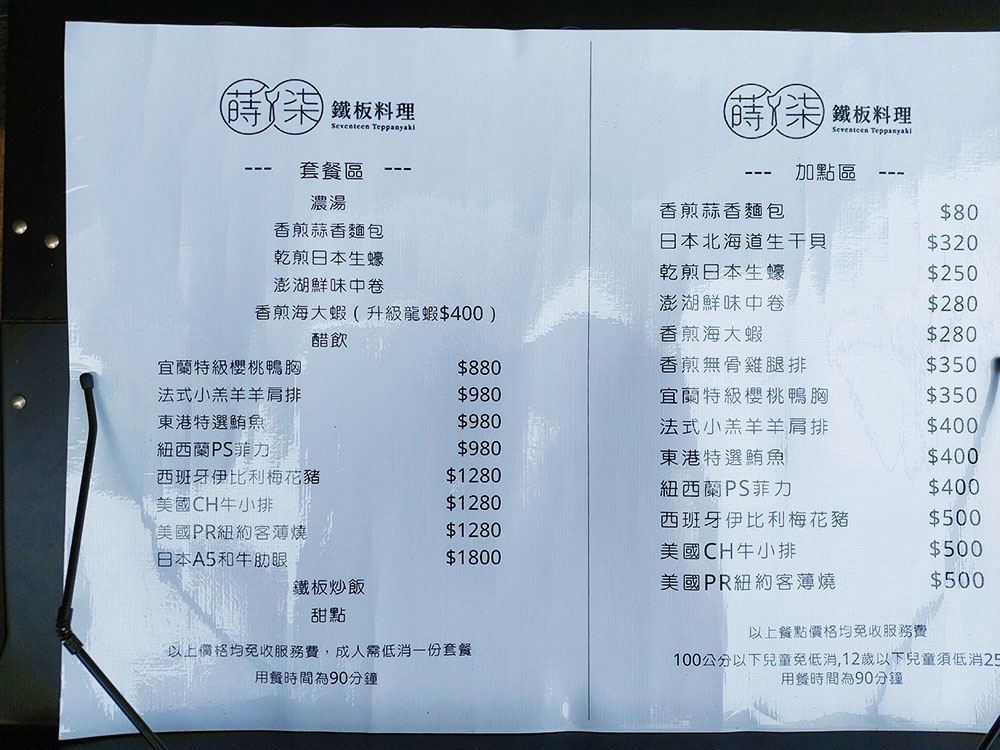 蒔柒 鐵板料理
Seventeen Teppanyaki
--- 套餐區 ---
濃湯
香煎蒜香麵包
乾煎日本生蠔
澎湖鮮味中卷
香煎海大蝦 ( 升級龍蝦$400 )
醋飲
宜蘭特級櫻桃鴨胸 $880
法式小羔羊羊肩排 $980
東港特選鮪魚 $980
紐西蘭PS菲力 $980
西班牙伊比利梅花豬 $1280
美國CH牛小排 $1280
美國PR紐約客薄燒 $1280
日本A5和牛肋眼 $1800
鐵板炒飯
甜點
以上價格均免收服務費，成人需低消一份套餐
用餐時間為90分鐘
蒔柒 鐵板料理
Seventeen Teppanyaki
--- 加點區 ---
香煎蒜香麵包 $80
日本北海道生干貝 $320
乾煎日本生蠔 $250
澎湖鮮味中卷 $280
香煎海大蝦 $280
香煎無骨雞腿排 $350
宜蘭特級櫻桃鴨胸 $350
法式小羔羊羊肩排 $400
東港特選鮪魚 $400
紐西蘭PS菲力 $400
西班牙伊比利梅花豬 $500
美國CH牛小排 $500
美國PR紐約客薄燒 $500
以上餐點價格均免收服務費
100公分以下兒童免低消,12歲以下兒童須低消25
用餐時間為90分鐘